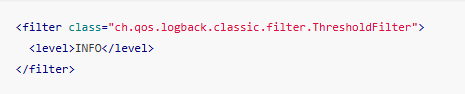 <filter class="ch.qos.logback.classic.filter.ThresholdFilter">
  <level>INFO</level>
</filter>